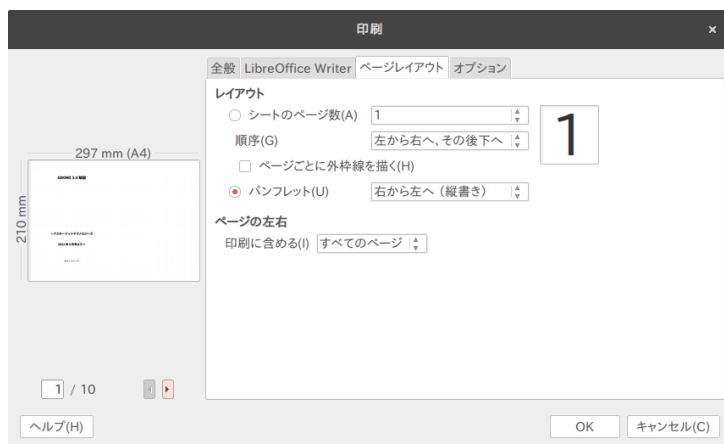 印刷
×
全般 LibreOffice Writer ページレイアウト オプション
レイアウト
シートのページ数(A) 1
順序(G) 左から右へ、その後下へ
ページごとに外枠線を描く(H)
パンフレット(U) 右から左へ (縦書き)
1
ページの左右
印刷に含める(I) すべてのページ
297 mm (A4)
210 mm
GNOME 3.4 解説
1 / 10
ヘルプ(H) OK キャンセル(C)